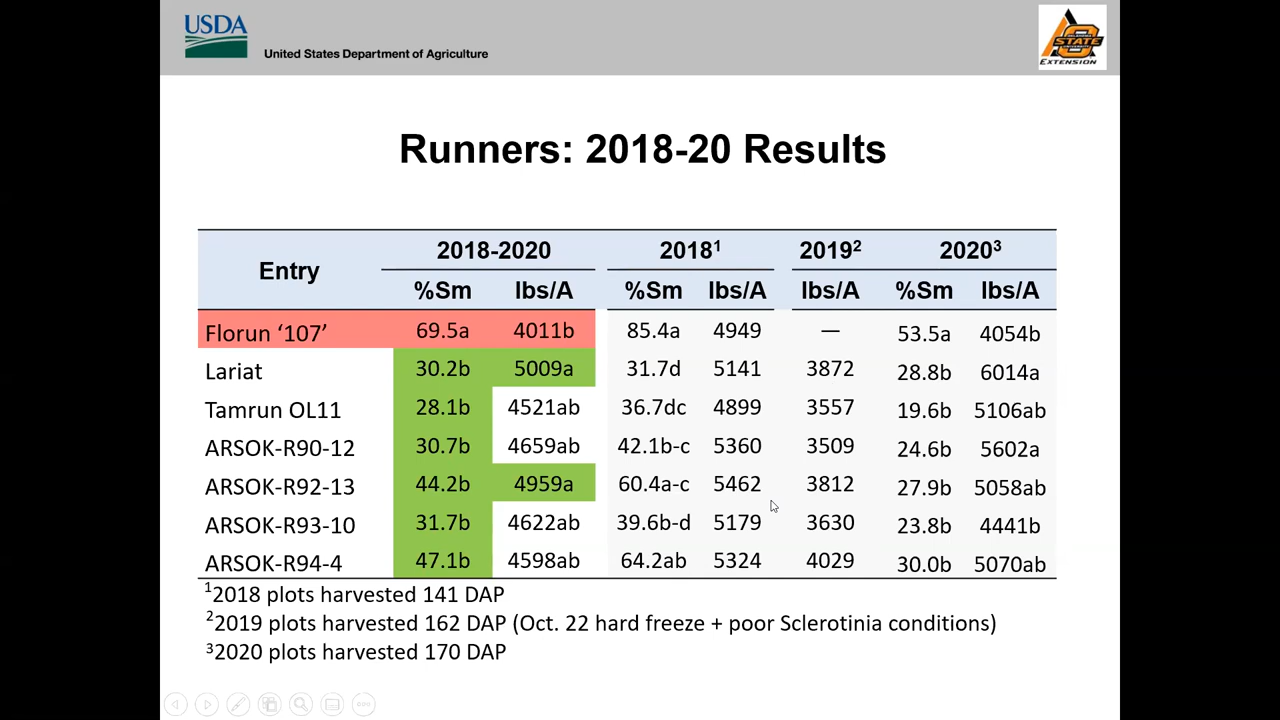 USDA
United States Department of Agriculture
STATE
EXTENSION
Runners: 2018-20 Results
Entry 2018-2020 2018¹ 2019² 2020³
%Sm lbs/A %Sm lbs/A lbs/A %Sm lbs/A
Florun ‘107’ 69.5a 4011b 85.4a 4949 — 53.5a 4054b
Lariat 30.2b 5009a 31.7d 5141 3872 28.8b 6014a
Tamrun OL11 28.1b 4521ab 36.7dc 4899 3557 19.6b 5106ab
ARSOK-R90-12 30.7b 4659ab 42.1b-c 5360 3509 24.6b 5602a
ARSOK-R92-13 44.2b 4959a 60.4a-c 5462 3812 27.9b 5058ab
ARSOK-R93-10 31.7b 4622ab 39.6b-d 5179 3630 23.8b 4441b
ARSOK-R94-4 47.1b 4598ab 64.2ab 5324 4029 30.0b 5070ab
¹2018 plots harvested 141 DAP
²2019 plots harvested 162 DAP (Oct. 22 hard freeze + poor Sclerotinia conditions)
³2020 plots harvested 170 DAP